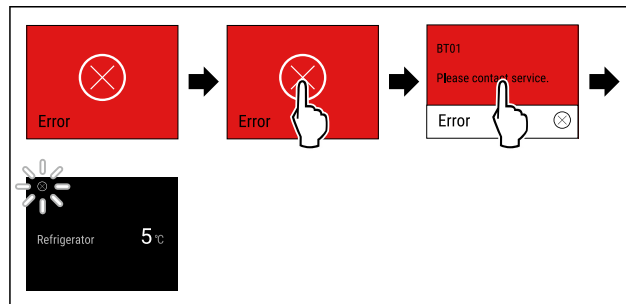 Error
Error
BT01
Please contact service.
Error
Refrigerator 5 °C